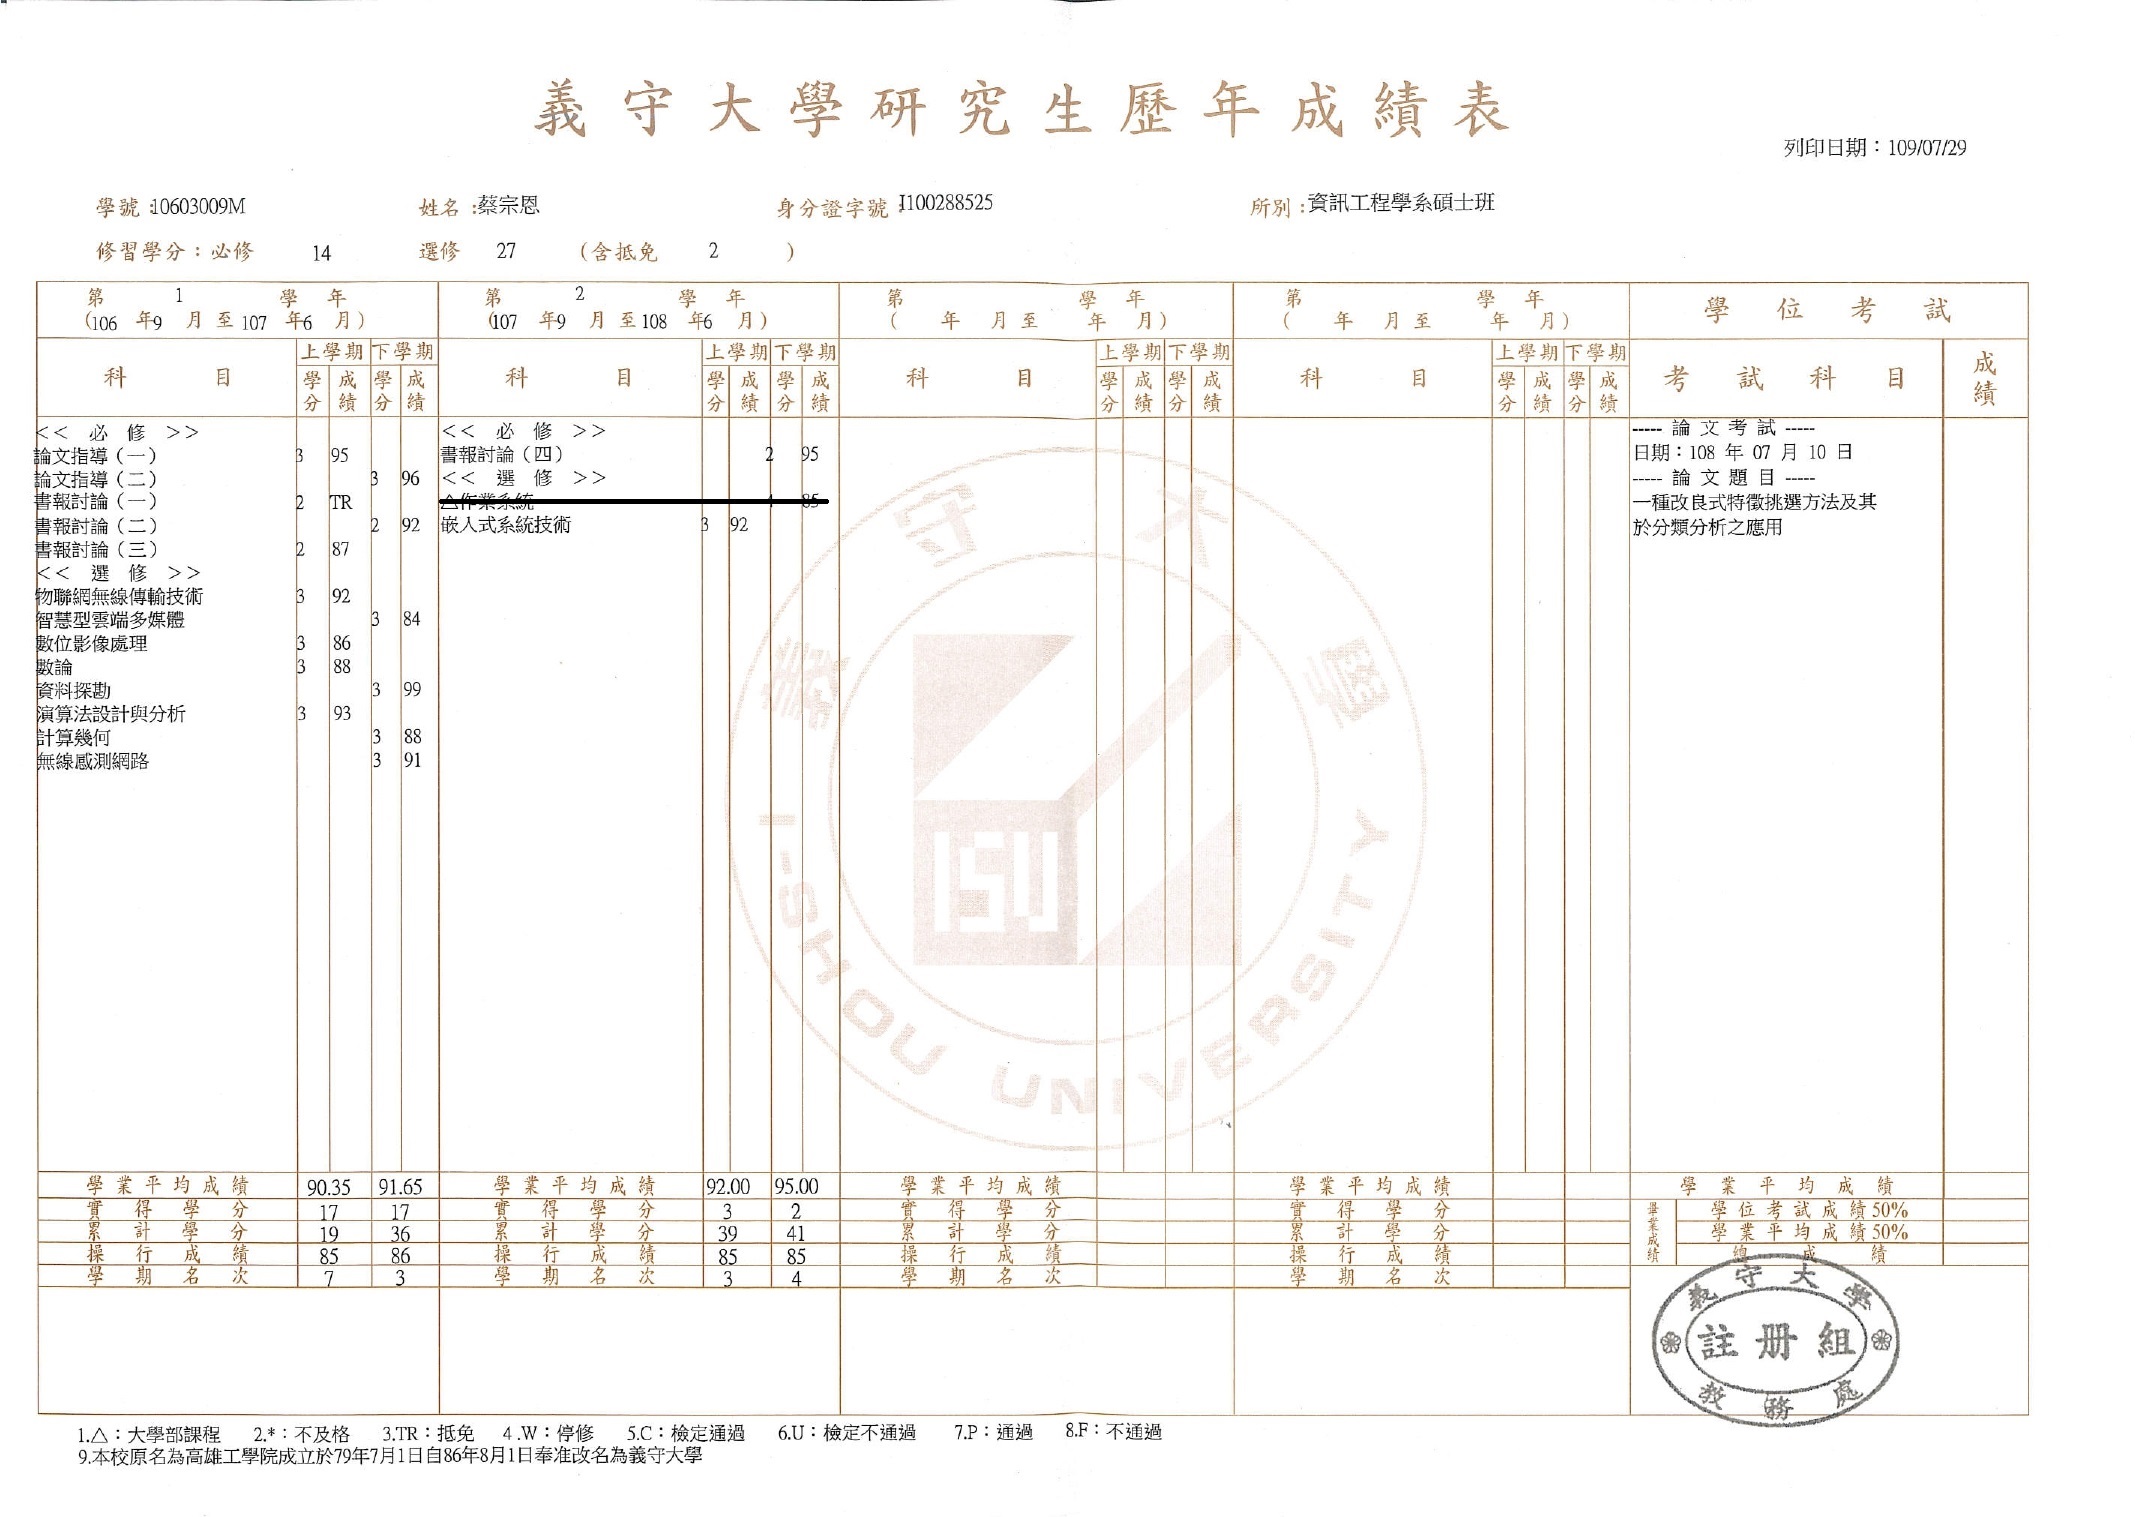 義守大學研究生歷年成績表
列印日期：109/07/29
學號：10603009M 姓名：蔡宗恩 身分證字號：I100288525 所別：資訊工程學系碩士班
修習學分：必修 14 選修 27 (含抵免 2 )
第 1 學年 第 2 學年 第 學年 第 學年 學位考試
(106 年9 月至 107 年6 月) (107 年9 月至 108 年6 月) ( 年 月至 年 月) ( 年 月至 年 月)
科目 上學期 下學期 科目 上學期 下學期 科目 上學期 下學期 科目 上學期 下學期 考試科目 成績
學分 成績 學分 成績 學分 成績 學分 成績 學分 成績 學分 成績 學分 成績 學分 成績
<< 必 修 >>
論文指導（一） 3 95
論文指導（二） 3 96
書報討論（一） 2 TR
書報討論（二） 2 92
書報討論（三） 2 87
<< 選 修 >>
物聯網無線傳輸技術 3 92
智慧型雲端多媒體 3 84
數位影像處理 3 86
數論 3 88
資料探勘 3 99
演算法設計與分析 3 93
計算幾何 3 88
無線感測網路 3 91
<< 必 修 >>
書報討論（四） 2 95
<< 選 修 >>
△作業系統 4 85
嵌入式系統技術 3 92
----- 論 文 考 試 -----
日期：108 年 07 月 10 日
----- 論 文 題 目 -----
一種改良式特徵挑選方法及其
於分類分析之應用
義守大學
I-SHOU UNIVERSITY
ISU
學業平均成績 90.35 91.65 學業平均成績 92.00 95.00 學業平均成績 學業平均成績 學業平均成績
實得學分 17 17 實得學分 3 2 實得學分 實得學分 畢業成績 學位考試成績50%
累計學分 19 36 累計學分 39 41 累計學分 累計學分 學業平均成績50%
操行成績 85 86 操行成績 85 85 操行成績 操行成績 總成績
學期名次 7 3 學期名次 3 4 學期名次 學期名次
義守大學
註册組
教務處
1.△：大學部課程 2.*：不及格 3.TR：抵免 4.W：停修 5.C：檢定通過 6.U：檢定不通過 7.P：通過 8.F：不通過
9.本校原名為高雄工學院成立於79年7月1日自86年8月1日奉准改名為義守大學